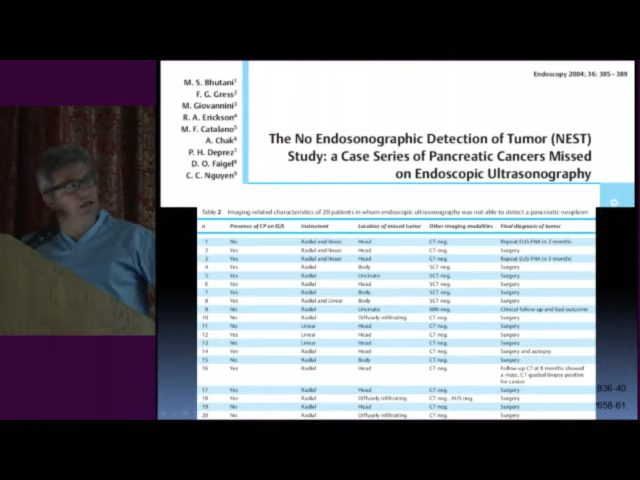 Endoscopy 2004; 36: 385–389
M. S. Bhutani¹
F. G. Gress²
M. Giovannini³
R. A. Erickson⁴
M. F. Catalano⁵
A. Chak⁶
P. H. Deprez⁷
D. O. Faigel⁸
C. C. Nguyen⁹
The No Endosonographic Detection of Tumor (NEST)
Study: a Case Series of Pancreatic Cancers Missed
on Endoscopic Ultrasonography
Table 2 Imaging-related characteristics of 20 patients in whom endoscopic ultrasonography was not able to detect a pancreatic neoplasm
n Presence of CP on EUS Instrument Location of missed tumor Other imaging modalities Final diagnosis of tumor
1 No Radial and linear Head CT neg. Repeat EUS-FNA in 3 months
2 Yes Radial and linear Head CT neg. Surgery
3 Yes Radial and linear Head CT neg. Repeat EUS-FNA in 3 months
4 Yes Radial Body SCT neg. Surgery
5 Yes Radial Uncinate SCT neg. Surgery
6 Yes Radial Head SCT neg. Surgery
7 Yes Radial Body SCT neg. Surgery
8 Yes Radial and Linear Body SCT neg. Surgery
9 No Radial Uncinate MRI neg. Clinical follow-up and bad outcome
10 No Radial Diffusely infiltrating CT neg. Surgery
11 No Linear Head CT neg. Surgery
12 Yes Linear Head CT neg. Surgery
13 No Linear Head CT neg. Surgery
14 Yes Radial Head CT neg. Surgery and autopsy
15 No Radial Body CT neg. Surgery
16 Yes Radial Head CT neg. Follow-up CT at 8 months showed
a mass, CT-guided biopsy positive
for cancer
17 Yes Radial Head CT neg. Surgery
18 Yes Radial Diffusely infiltrating CT neg., AUS neg. Surgery
19 No Radial Head CT neg. Surgery
20 No Radial Diffusely infiltrating CT neg. Surgery
836-40
658-61.